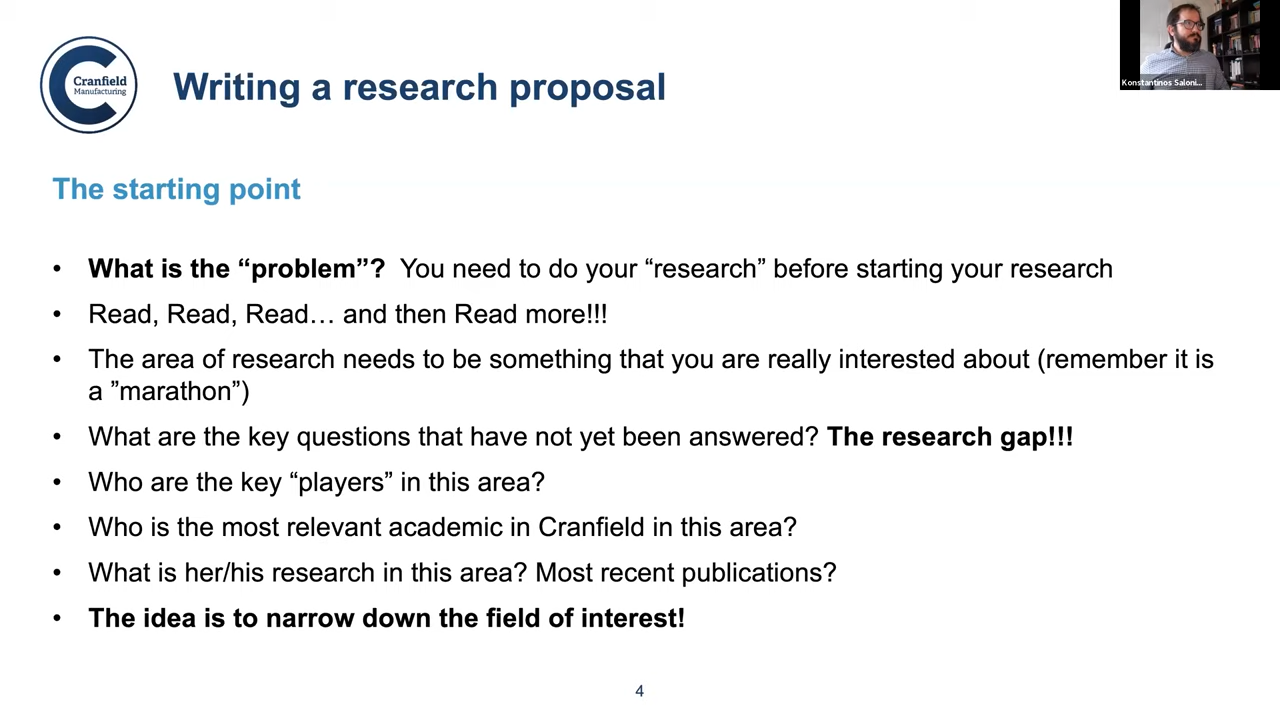 Cranfield
Manufacturing
Writing a research proposal
Konstantinos Saloni...
The starting point
• What is the “problem”? You need to do your “research” before starting your research
• Read, Read, Read… and then Read more!!!
• The area of research needs to be something that you are really interested about (remember it is
a ”marathon”)
• What are the key questions that have not yet been answered? The research gap!!!
• Who are the key “players” in this area?
• Who is the most relevant academic in Cranfield in this area?
• What is her/his research in this area? Most recent publications?
• The idea is to narrow down the field of interest!
4